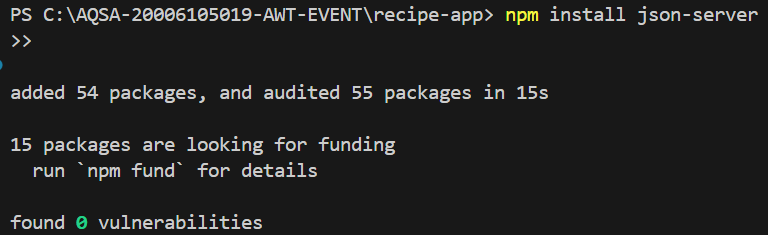 PS C:\AQSA-20006105019-AWT-EVENT\recipe-app> npm install json-server
>>
added 54 packages, and audited 55 packages in 15s
15 packages are looking for funding
run `npm fund` for details
found 0 vulnerabilities